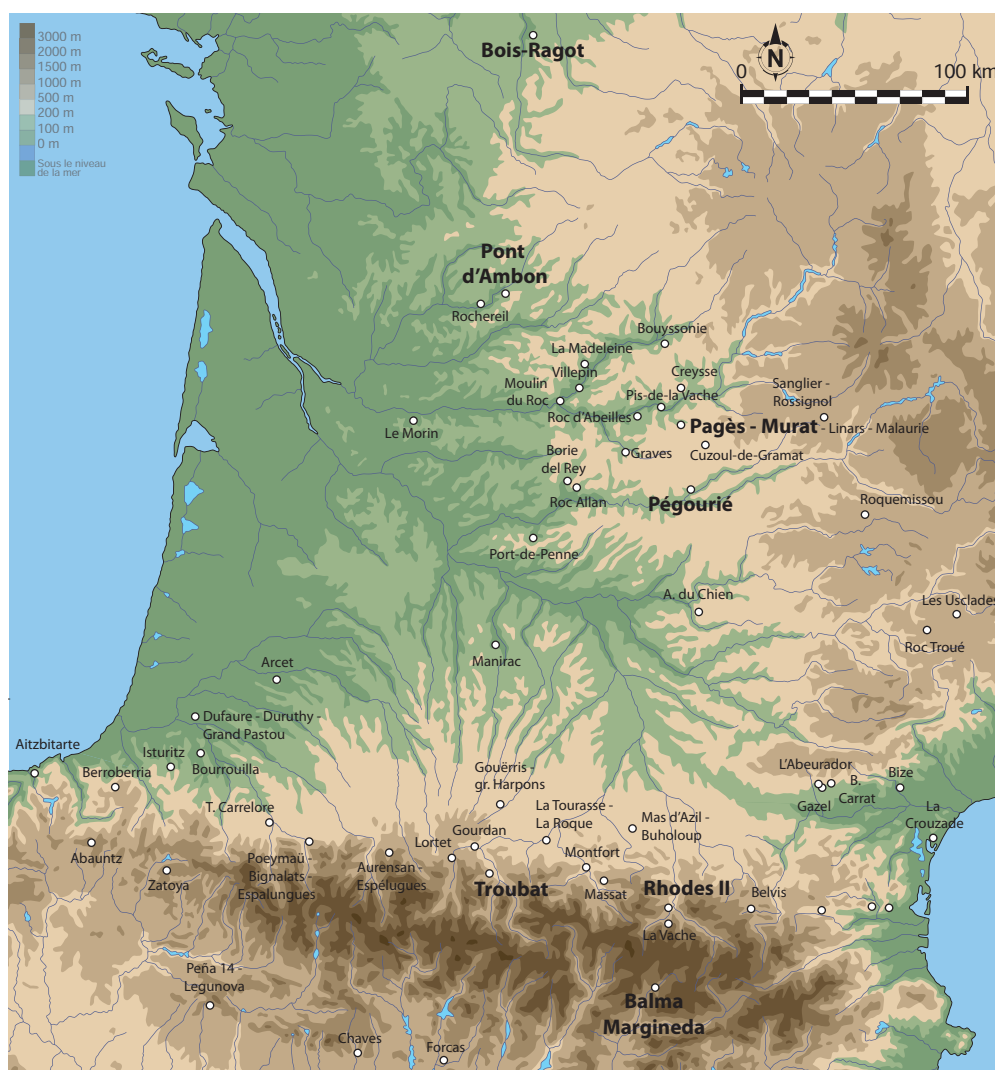 3000 m
2000 m
1500 m
1000 m
500 m
200 m
100 m
0 m
Sous le niveau
de la mer
Bois-Ragot
N
0
100 km
Pont
d'Ambon
Rochereil
Bouyssonie
La Madeleine
Villepin
Creysse
Moulin
du Roc
Pis-de-la Vache
Sanglier -
Rossignol
Roc d'Abeilles
Le Morin
Pagès - Murat
- Linars - Malaurie
Borie
del Rey
Graves
Cuzoul-de-Gramat
Roc Allan
Pégourié
Roquemissou
Port-de-Penne
A. du Chien
Les Usclades
Roc Troué
Manirac
Arcet
Dufaure - Duruthy -
Grand Pastou
Aitzbitarte
Isturitz
Bourrouilla
Berroberria
Gouërris -
gr. Harpons
L'Abeurador
B.
Carrat
Bize
Gazel
T. Carrelore
La Tourasse -
La Roque
Mas d'Azil -
Buholoup
La
Crouzade
Gourdan
Lortet
Montfort
Abauntz
Zatoya
Poeymaü -
Bignalats -
Espalungues
Aurensan -
Espélugues
Troubat
Massat
Rhodes II
Belvis
La Vache
Peña 14 -
Legunova
Balma
Margineda
Chaves
Forcas